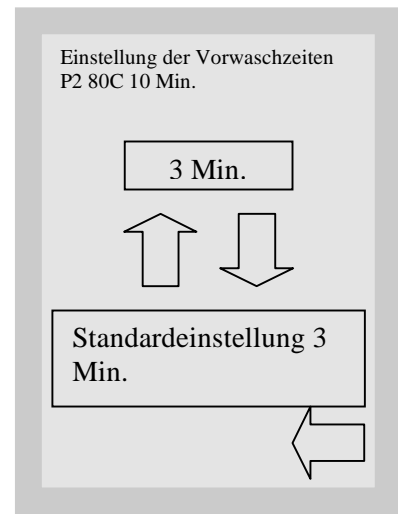 Einstellung der Vorwaschzeiten
P2 80C 10 Min.
3 Min.
Standardeinstellung 3
Min.